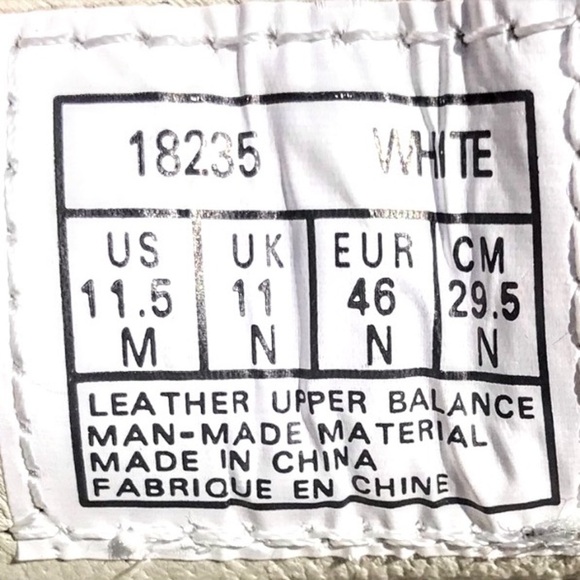 18235 WHITE
US UK EUR CM
11.5 11 46 29.5
M N N N
LEATHER UPPER BALANCE
MAN-MADE MATERIAL
MADE IN CHINA
FABRIQUE EN CHINE